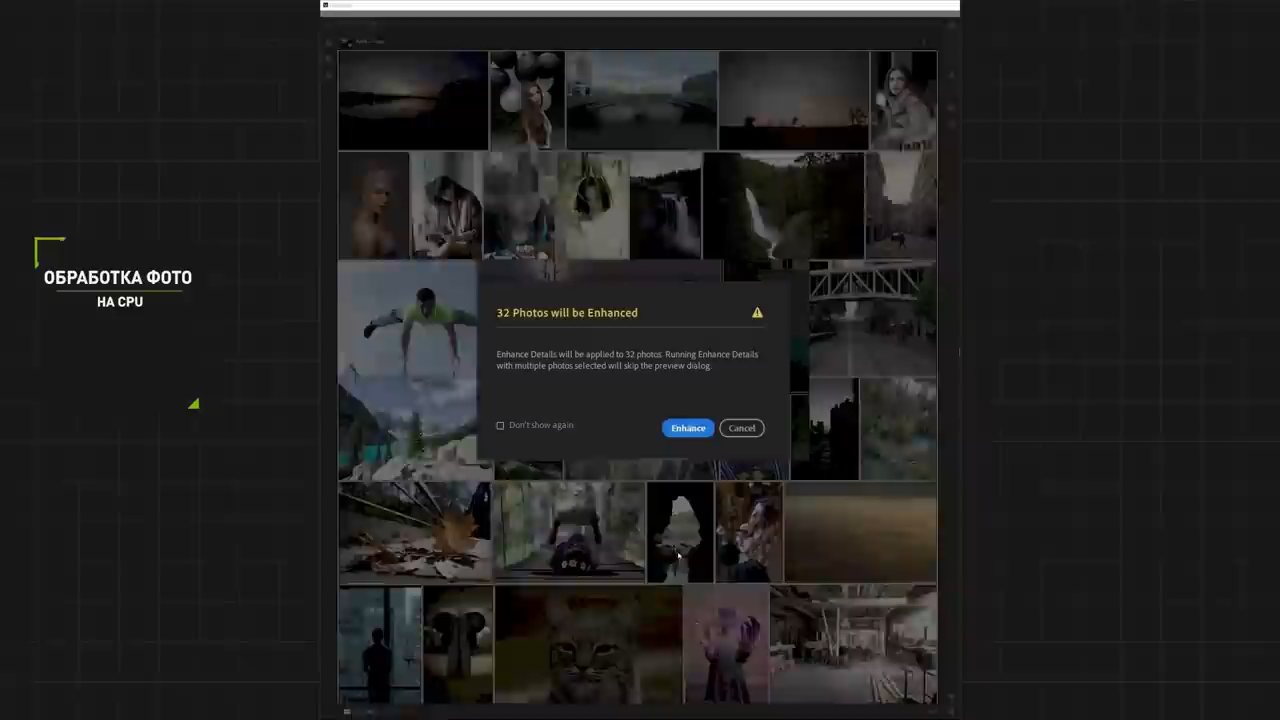 ОБРАБОТКА ФОТО
НА CPU
32 Photos will be Enhanced
Enhance Details will be applied to 32 photos. Running Enhance Details
with multiple photos selected will skip the preview dialog.
Don't show again
Enhance
Cancel